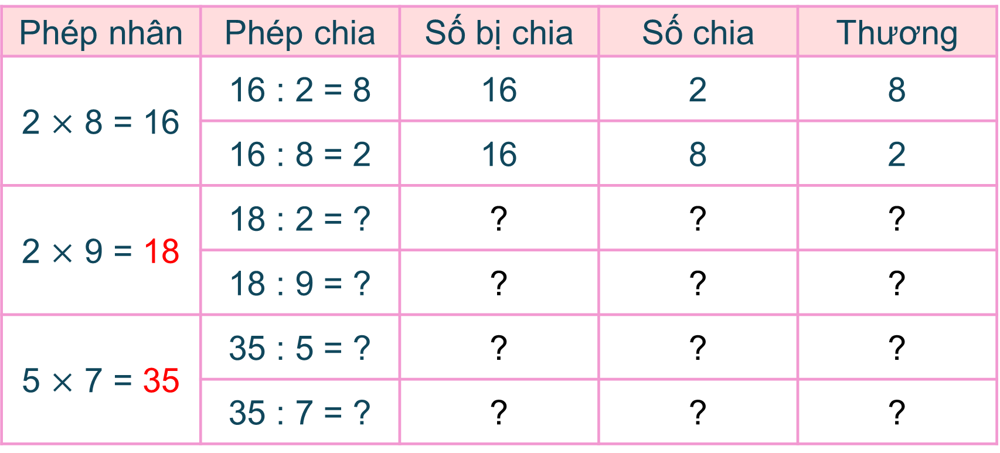 Phép nhân Phép chia Số bị chia Số chia Thương
2 × 8 = 16
16 : 2 = 8 16 2 8
16 : 8 = 2 16 8 2
2 × 9 = 18
18 : 2 = ? ? ? ?
18 : 9 = ? ? ? ?
5 × 7 = 35
35 : 5 = ? ? ? ?
35 : 7 = ? ? ? ?